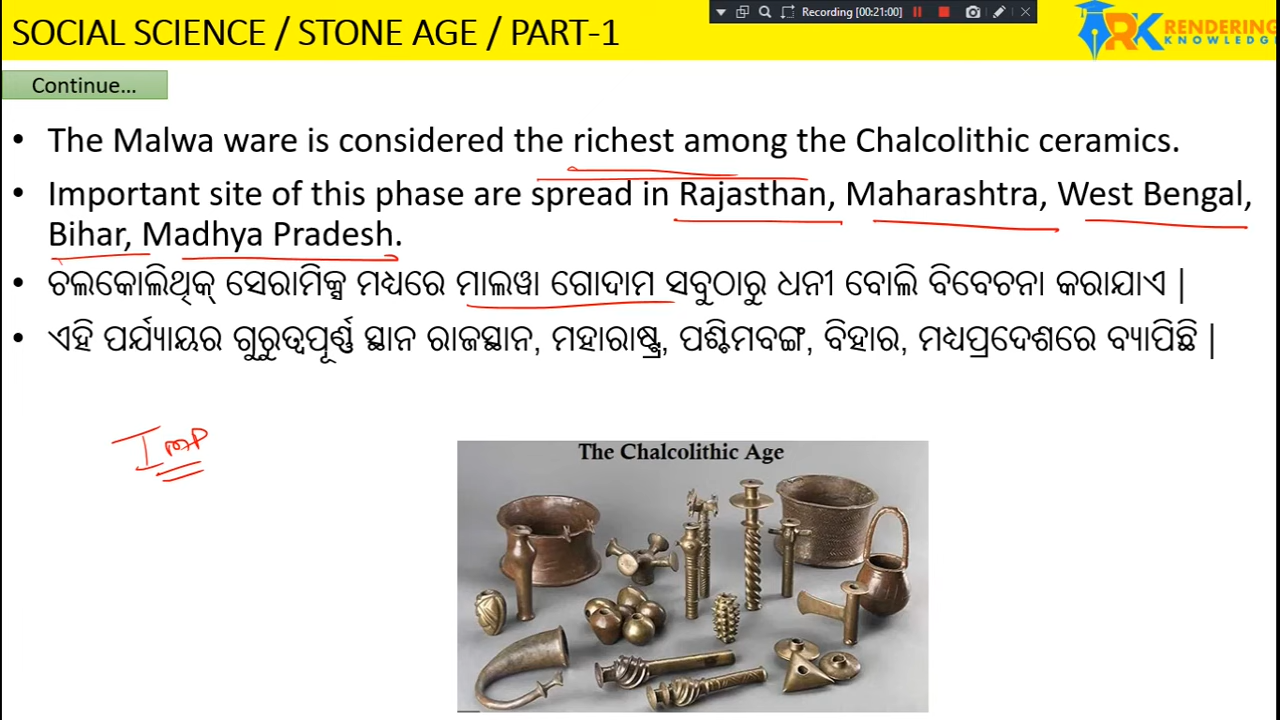 Recording [00:21:00]
SOCIAL SCIENCE / STONE AGE / PART-1
RENDERING
KNOWLEDGE
Continue...
• The Malwa ware is considered the richest among the Chalcolithic ceramics.
• Important site of this phase are spread in Rajasthan, Maharashtra, West Bengal,
Bihar, Madhya Pradesh.
• ଚଲକୋଲିଥିକ୍ ସେରାମିକ୍ସ ମଧ୍ୟରେ ମାଲୱା ଗୋଦାମ ସବୁଠାରୁ ଧନୀ ବୋଲି ବିବେଚନା କରାଯାଏ |
• ଏହି ପର୍ଯ୍ୟାୟର ଗୁରୁତ୍ୱପୂର୍ଣ୍ଣ ସ୍ଥାନ ରାଜସ୍ଥାନ, ମହାରାଷ୍ଟ୍ର, ପଶ୍ଚିମବଙ୍ଗ, ବିହାର, ମଧ୍ୟପ୍ରଦେଶରେ ବ୍ୟାପିଛି |
Imp
The Chalcolithic Age